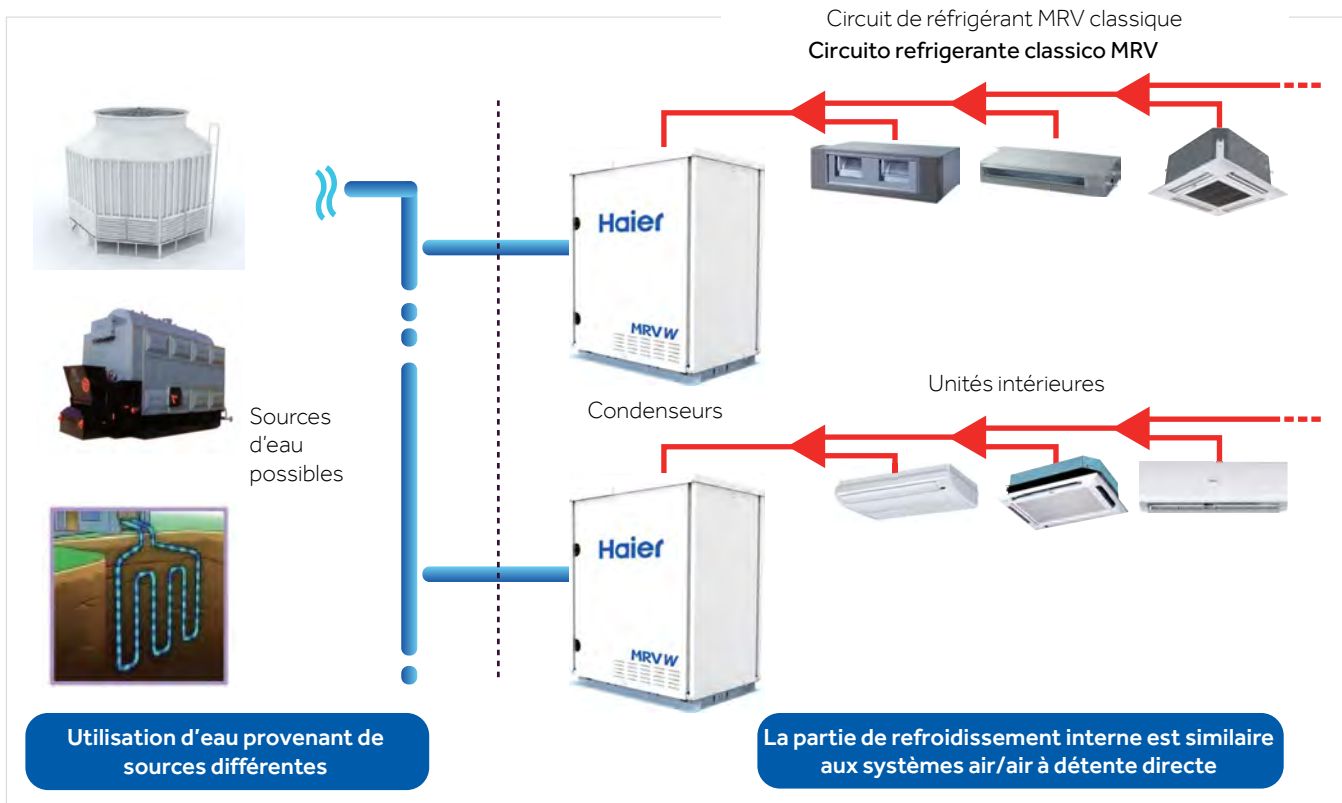 Circuit de réfrigérant MRV classique
Circuito refrigerante classico MRV
Haier
MRV W
Sources
d'eau
possibles
Condenseurs
Unités intérieures
Haier
MRV W
Utilisation d'eau provenant de
sources différentes
La partie de refroidissement interne est similaire
aux systèmes air/air à détente directe